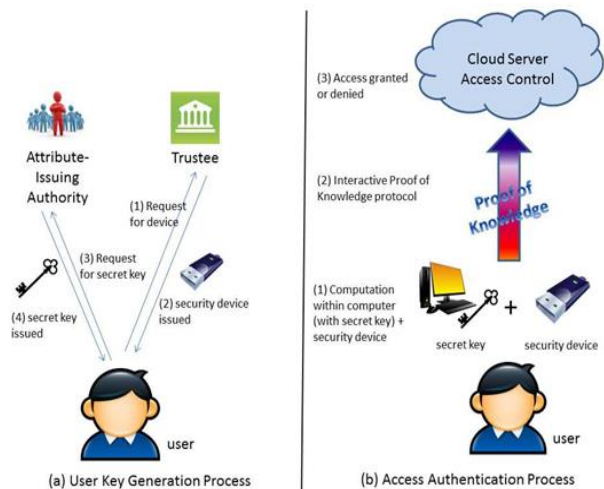 Attribute-
Issuing
Authority
Trustee
(1) Request
for device
(3) Request
for secret key
(2) security device
issued
(4) secret key
issued
user
(a) User Key Generation Process
Cloud Server
Access Control
(3) Access granted
or denied
(2) Interactive Proof of
Knowledge protocol
Proof of
Knowledge
(1) Computation
within computer
(with secret key) +
security device
+
secret key
security device
user
(b) Access Authentication Process